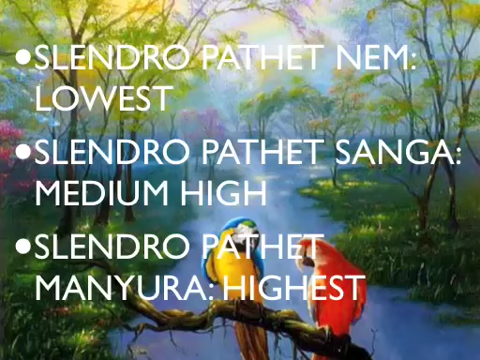 •SLENDRO PATHET NEM:
LOWEST
•SLENDRO PATHET SANGA:
MEDIUM HIGH
•SLENDRO PATHET
MANYURA: HIGHEST